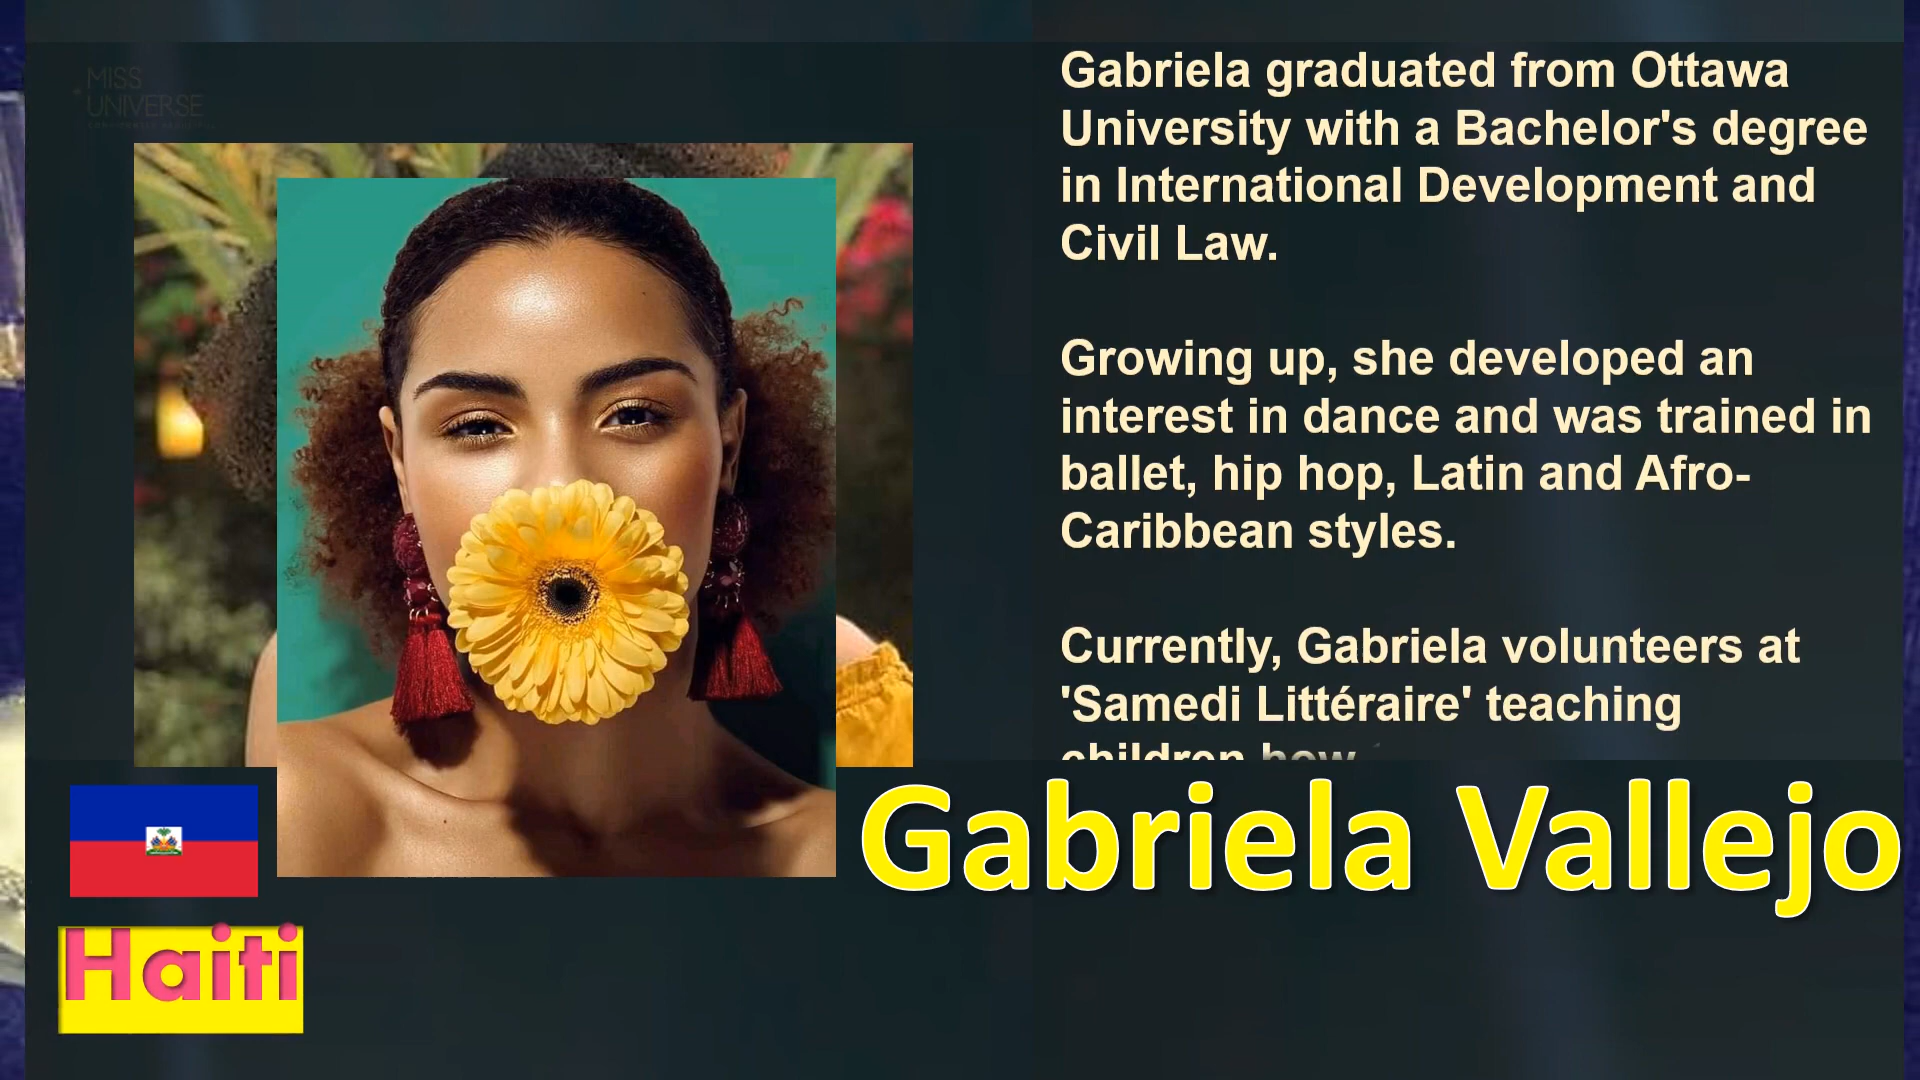 MISS
UNIVERSE
Gabriela graduated from Ottawa
University with a Bachelor's degree
in International Development and
Civil Law.
Growing up, she developed an
interest in dance and was trained in
ballet, hip hop, Latin and Afro-
Caribbean styles.
Currently, Gabriela volunteers at
'Samedi Littéraire' teaching
children how
Gabriela Vallejo
Haiti